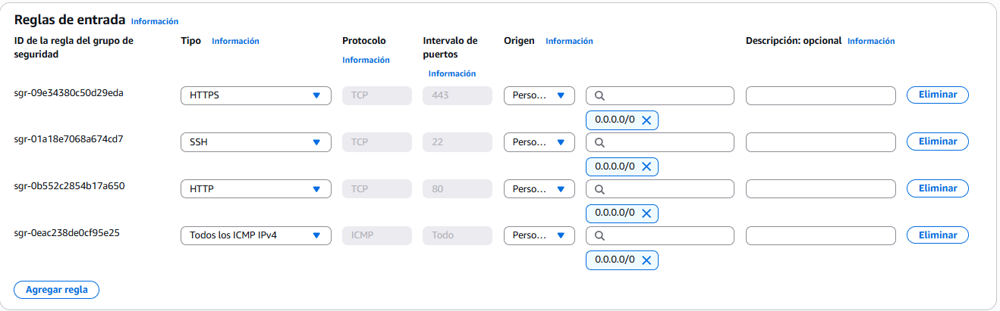 Reglas de entrada Información
ID de la regla del grupo de seguridad Tipo Información Protocolo Información Intervalo de puertos Información Origen Información Descripción: opcional Información
sgr-09e34380c50d29eda HTTPS TCP 443 Perso... Eliminar
0.0.0.0/0
sgr-01a18e7068a674cd7 SSH TCP 22 Perso... Eliminar
0.0.0.0/0
sgr-0b552c2854b17a650 HTTP TCP 80 Perso... Eliminar
0.0.0.0/0
sgr-0eac238de0cf95e25 Todos los ICMP IPv4 ICMP Todo Perso... Eliminar
0.0.0.0/0
Agregar regla